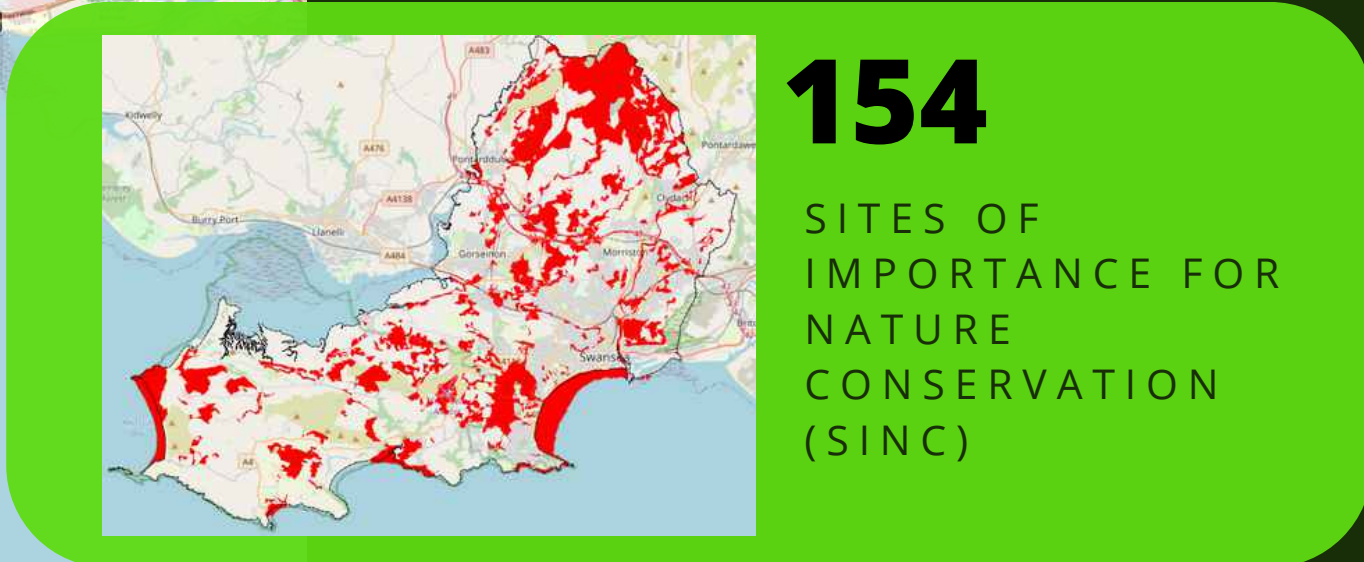 A483
Kidwelly
A476
Pontarddulais
Pontardawe
A4138
Clydach
Burry Port
Llanelli
A484
Gorseinon
Morriston
Swansea
154
SITES OF
IMPORTANCE FOR
NATURE
CONSERVATION
(SINC)